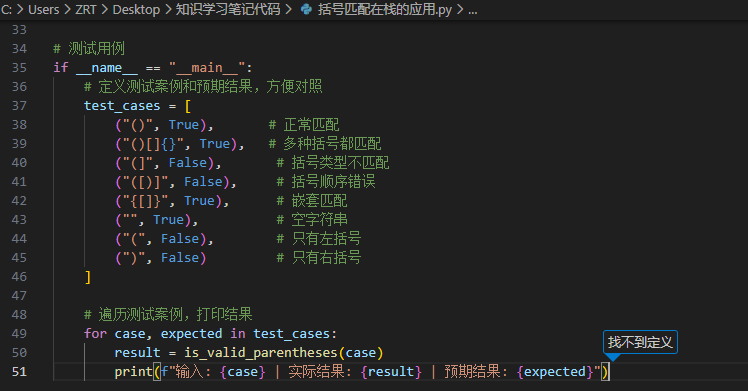 C: > Users > ZRT > Desktop > 知识学习笔记代码 > 括号匹配在栈的应用.py > ...
33
34 # 测试用例
35 if __name__ == "__main__":
36     # 定义测试案例和预期结果，方便对照
37     test_cases = [
38         ("()", True),       # 正常匹配
39         ("()[]{}", True),   # 多种括号都匹配
40         ("(]", False),       # 括号类型不匹配
41         ("([)]", False),     # 括号顺序错误
42         ("{[]}", True),      # 嵌套匹配
43         ("", True),          # 空字符串
44         ("(", False),        # 只有左括号
45         (")", False)         # 只有右括号
46     ]
47
48     # 遍历测试案例，打印结果
49     for case, expected in test_cases:
找不到定义
50         result = is_valid_parentheses(case)
51         print(f"输入: {case} | 实际结果: {result} | 预期结果: {expected}")